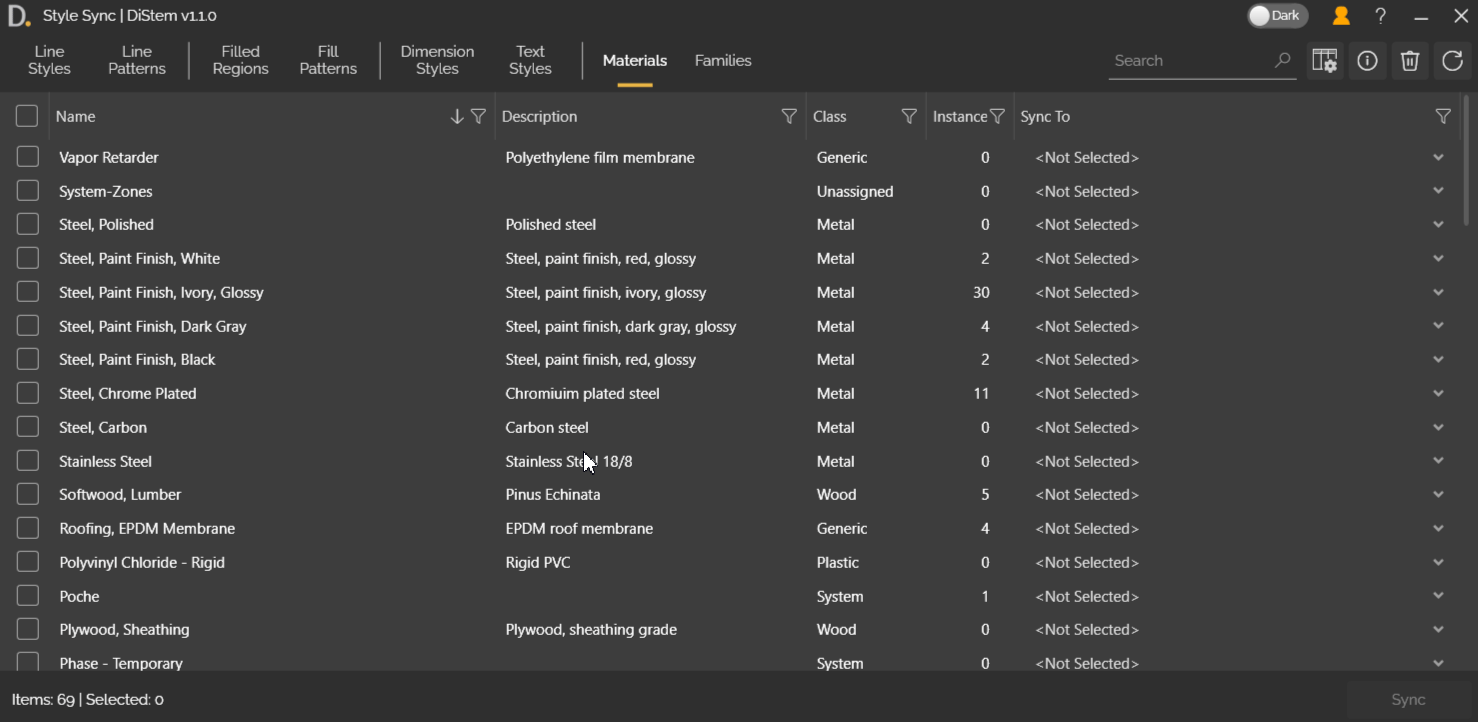 D. Style Sync | DiStem v1.1.0 Dark ?
Line Styles Line Patterns Filled Regions Fill Patterns Dimension Styles Text Styles Materials Families Search
Name Description Class Instance Sync To
Vapor Retarder Polyethylene film membrane Generic 0 <Not Selected>
System-Zones Unassigned 0 <Not Selected>
Steel, Polished Polished steel Metal 0 <Not Selected>
Steel, Paint Finish, White Steel, paint finish, red, glossy Metal 2 <Not Selected>
Steel, Paint Finish, Ivory, Glossy Steel, paint finish, ivory, glossy Metal 30 <Not Selected>
Steel, Paint Finish, Dark Gray Steel, paint finish, dark gray, glossy Metal 4 <Not Selected>
Steel, Paint Finish, Black Steel, paint finish, red, glossy Metal 2 <Not Selected>
Steel, Chrome Plated Chromiuim plated steel Metal 11 <Not Selected>
Steel, Carbon Carbon steel Metal 0 <Not Selected>
Stainless Steel Stainless Steel 18/8 Metal 0 <Not Selected>
Softwood, Lumber Pinus Echinata Wood 5 <Not Selected>
Roofing, EPDM Membrane EPDM roof membrane Generic 4 <Not Selected>
Polyvinyl Chloride - Rigid Rigid PVC Plastic 0 <Not Selected>
Poche System 1 <Not Selected>
Plywood, Sheathing Plywood, sheathing grade Wood 0 <Not Selected>
Phase - Temporary System 0 <Not Selected>
Items: 69 | Selected: 0 Sync